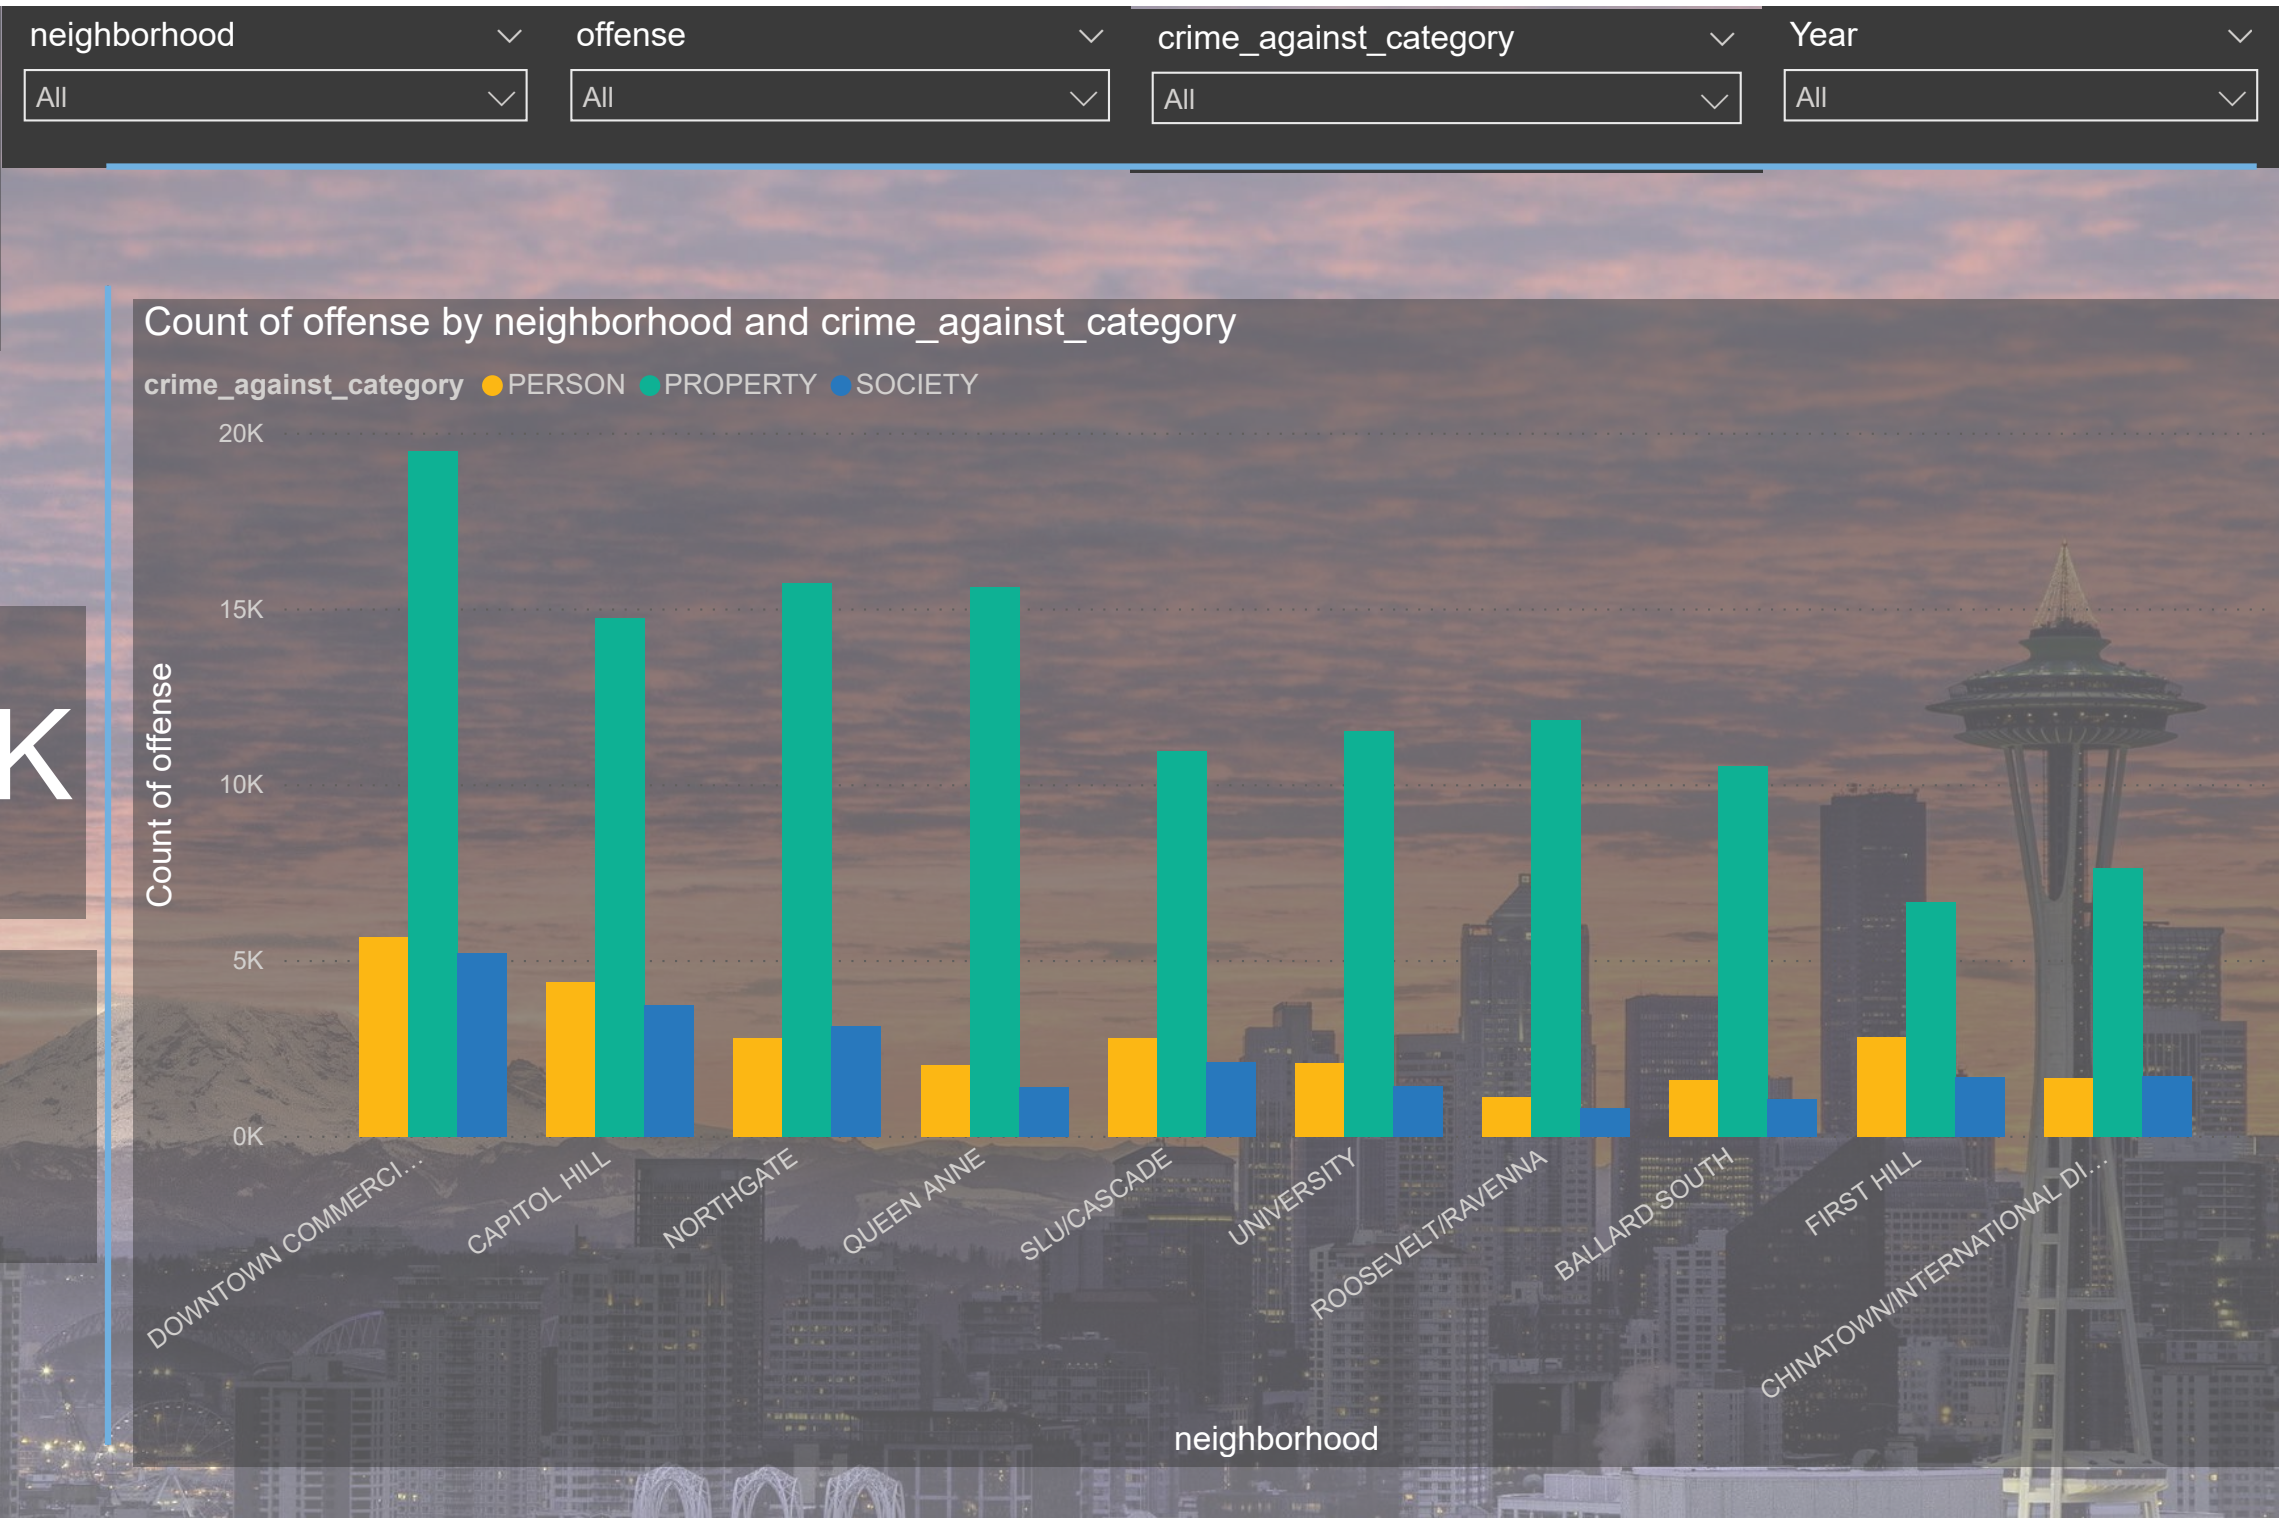 neighborhood
All
offense
All
crime_against_category
All
Year
All
Count of offense by neighborhood and crime_against_category
crime_against_category PERSON PROPERTY SOCIETY
20K
15K
10K
5K
0K
Count of offense
K
DOWNTOWN COMMERCI...
CAPITOL HILL
NORTHGATE
QUEEN ANNE
SLU/CASCADE
UNIVERSITY
ROOSEVELT/RAVENNA
BALLARD SOUTH
FIRST HILL
CHINATOWN/INTERNATIONAL DI...
neighborhood